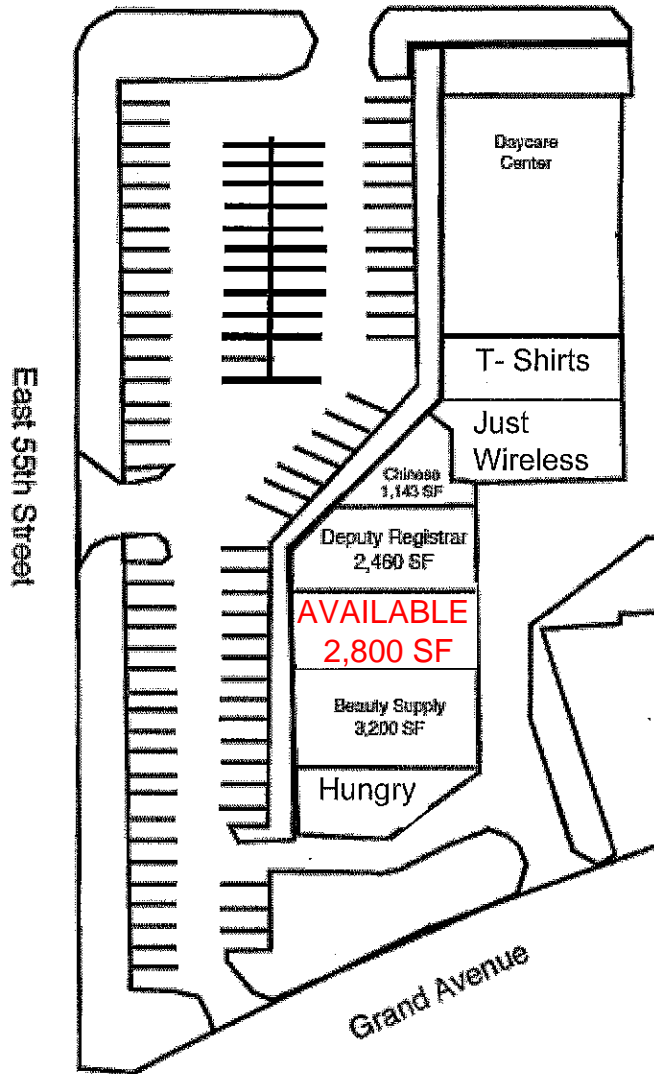 Daycare
Center
T- Shirts
Just
Wireless
Chinese
1,143 SF
Deputy Registrar
2,460 SF
AVAILABLE
2,800 SF
Beauty Supply
3,200 SF
Hungry
East 55th Street
Grand Avenue